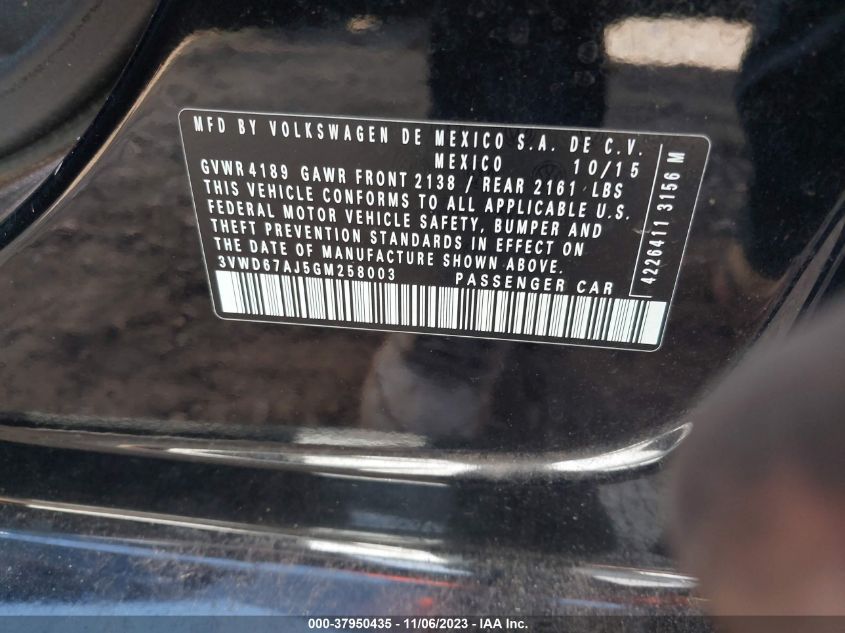 MFD BY VOLKSWAGEN DE MEXICO S.A. DE C.V.
MEXICO 10/15
GVWR 4189 GAWR FRONT 2138 / REAR 2161 LBS
THIS VEHICLE CONFORMS TO ALL APPLICABLE U.S.
FEDERAL MOTOR VEHICLE SAFETY, BUMPER AND
THEFT PREVENTION STANDARDS IN EFFECT ON
THE DATE OF MANUFACTURE SHOWN ABOVE.
3VWD67AJ5GM258003 PASSENGER CAR
4226411 3156 M
000-37950435 - 11/06/2023 - IAA Inc.